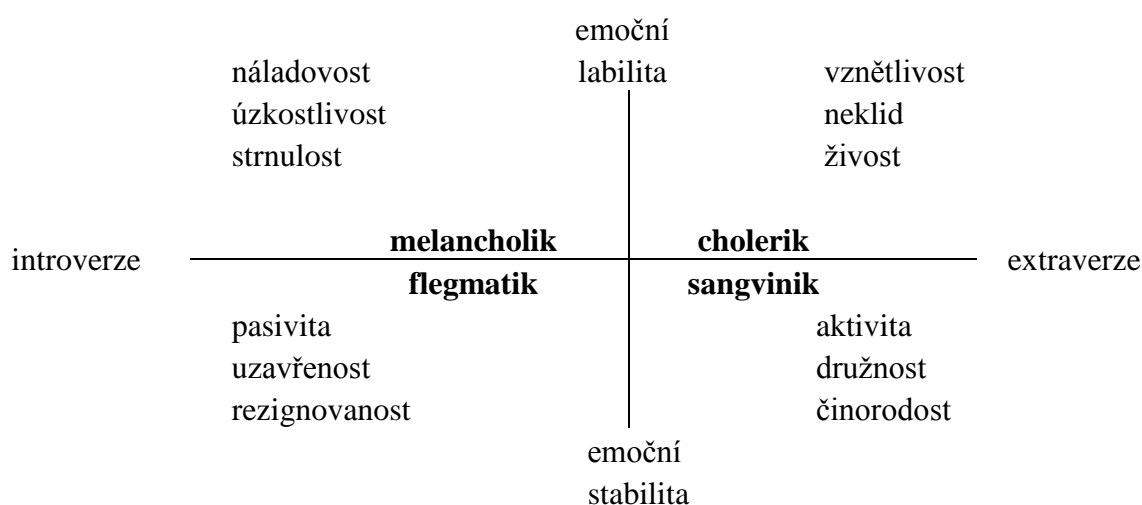 emoční
náladovost labilita vznětlivost
úzkostlivost neklid
strnulost živost
melancholik cholerik
introverze extraverze
flegmatik sangvinik
pasivita aktivita
uzavřenost družnost
rezignovanost činorodost
emoční
stabilita